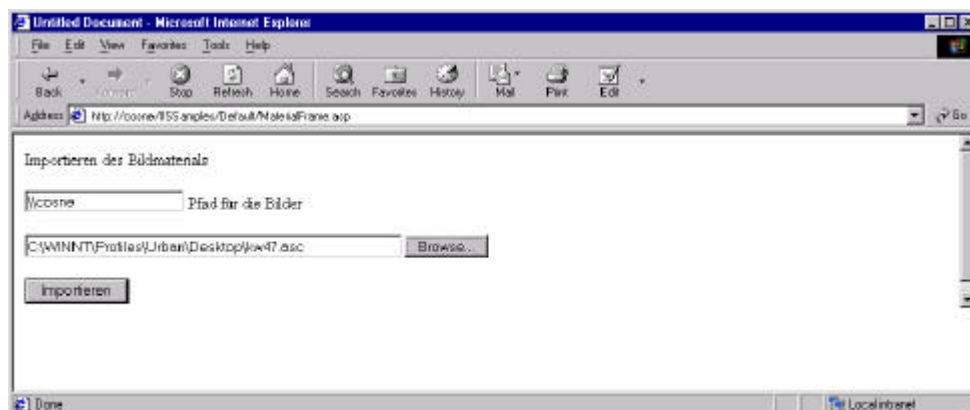 Untitled Document - Microsoft Internet Explorer
File Edit View Favorites Tools Help
Back Forward Stop Refresh Home Search Favorites History Mail Print Edit
Address http://cosne/IISSamples/Default/MaterialFrame.asp Go
Importieren des Bildmaterials
\\cosne Pfad für die Bilder
C:\WINNT\Profiles\Urban\Desktop\kw47.asc Browse...
Importieren
Done Local intranet